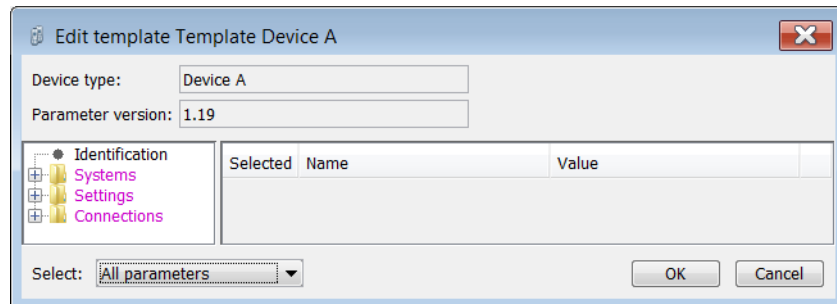 Edit template Template Device A
Device type: Device A
Parameter version: 1.19
Identification
Systems
Settings
Connections
Selected Name Value
Select: All parameters OK Cancel